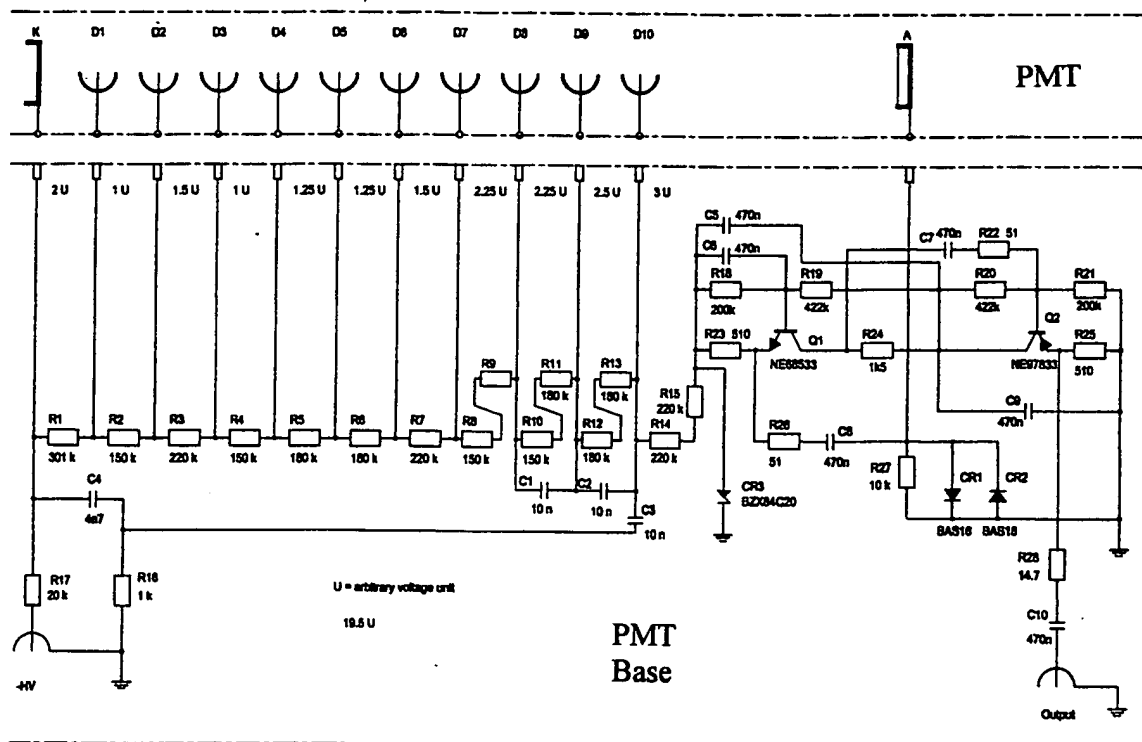 K D1 D2 D3 D4 D5 D6 D7 D8 D9 D10 A
PMT
2 U 1 U 1.5 U 1 U 1.25 U 1.25 U 1.5 U 2.25 U 2.25 U 2.5 U 3 U
C5 470n
C6 470n
C7 470n R22 51
R18 R19 R20 R21
200k 422k 422k 200k
Q2
R23 510 Q1 R24 R25
NE68533 1k5 NE97833 510
R9 R11 R13
180 k 180 k
R15
220 k
C9
470n
R1 R2 R3 R4 R5 R6 R7 R8 R10 R12 R14
301 k 150 k 220 k 150 k 180 k 180 k 220 k 150 k 150 k 180 k 220 k
R26 C8
51 470n
R27
10 k
CR1 CR2
BAS16 BAS16
C4
4n7
C1 C2 C3
10 n 10 n 10 n
CR3
BZX84C20
R17
20 k
R16
1 k
U = arbitrary voltage unit
19.5 U
R28
14.7
C10
470n
PMT
Base
-HV
Output